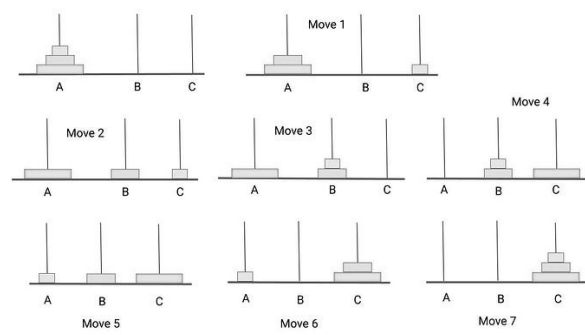 Move 1
A B C
A B C
Move 4
Move 2
Move 3
A B C
A B C
A B C
A B C
A B C
A B C
Move 5
Move 6
Move 7